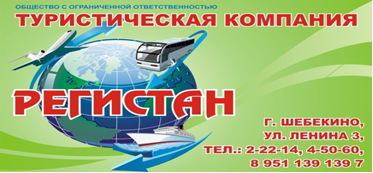 ОБЩЕСТВО С ОГРАНИЧЕННОЙ ОТВЕТСТВЕННОСТЬЮ
ТУРИСТИЧЕСКАЯ КОМПАНИЯ
РЕГИСТАН
Г. ШЕБЕКИНО,
УЛ. ЛЕНИНА 3,
ТЕЛ.: 2-22-14, 4-50-60,
8 951 139 139 7